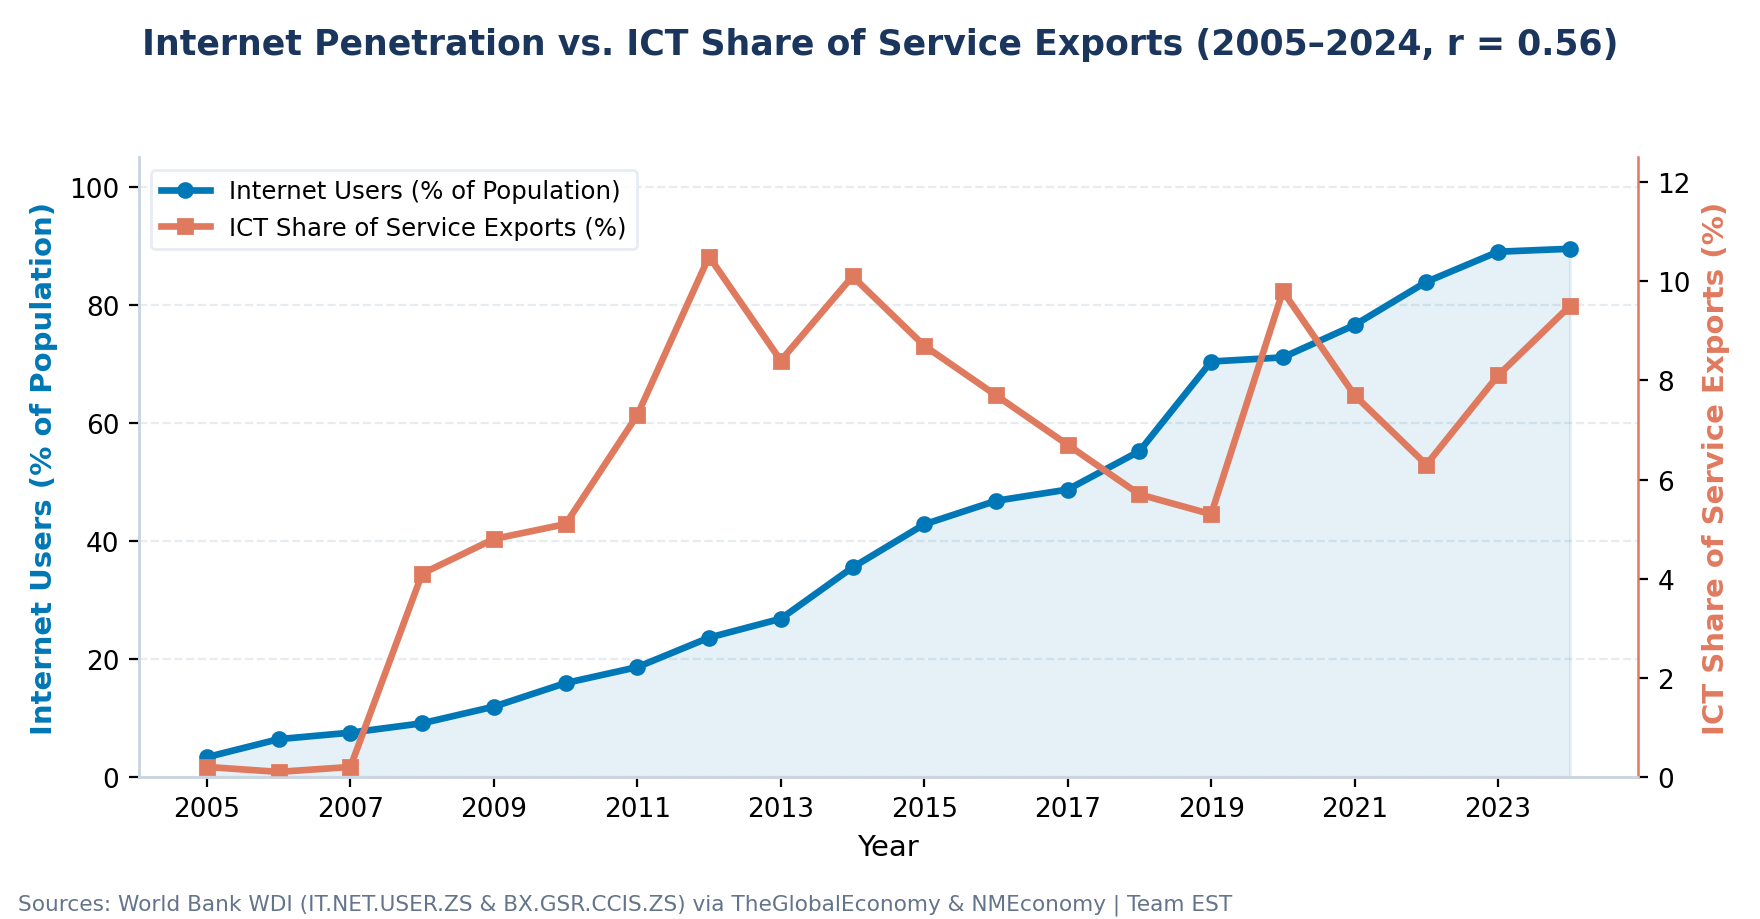 Internet Penetration vs. ICT Share of Service Exports (2005–2024, r = 0.56)
Internet Users (% of Population)
ICT Share of Service Exports (%)
Internet Users (% of Population)
100
80
60
40
20
0
12
10
8
6
4
2
0
ICT Share of Service Exports (%)
2005 2007 2009 2011 2013 2015 2017 2019 2021 2023
Year
Sources: World Bank WDI (IT.NET.USER.ZS & BX.GSR.CCIS.ZS) via TheGlobalEconomy & NMEconomy | Team EST